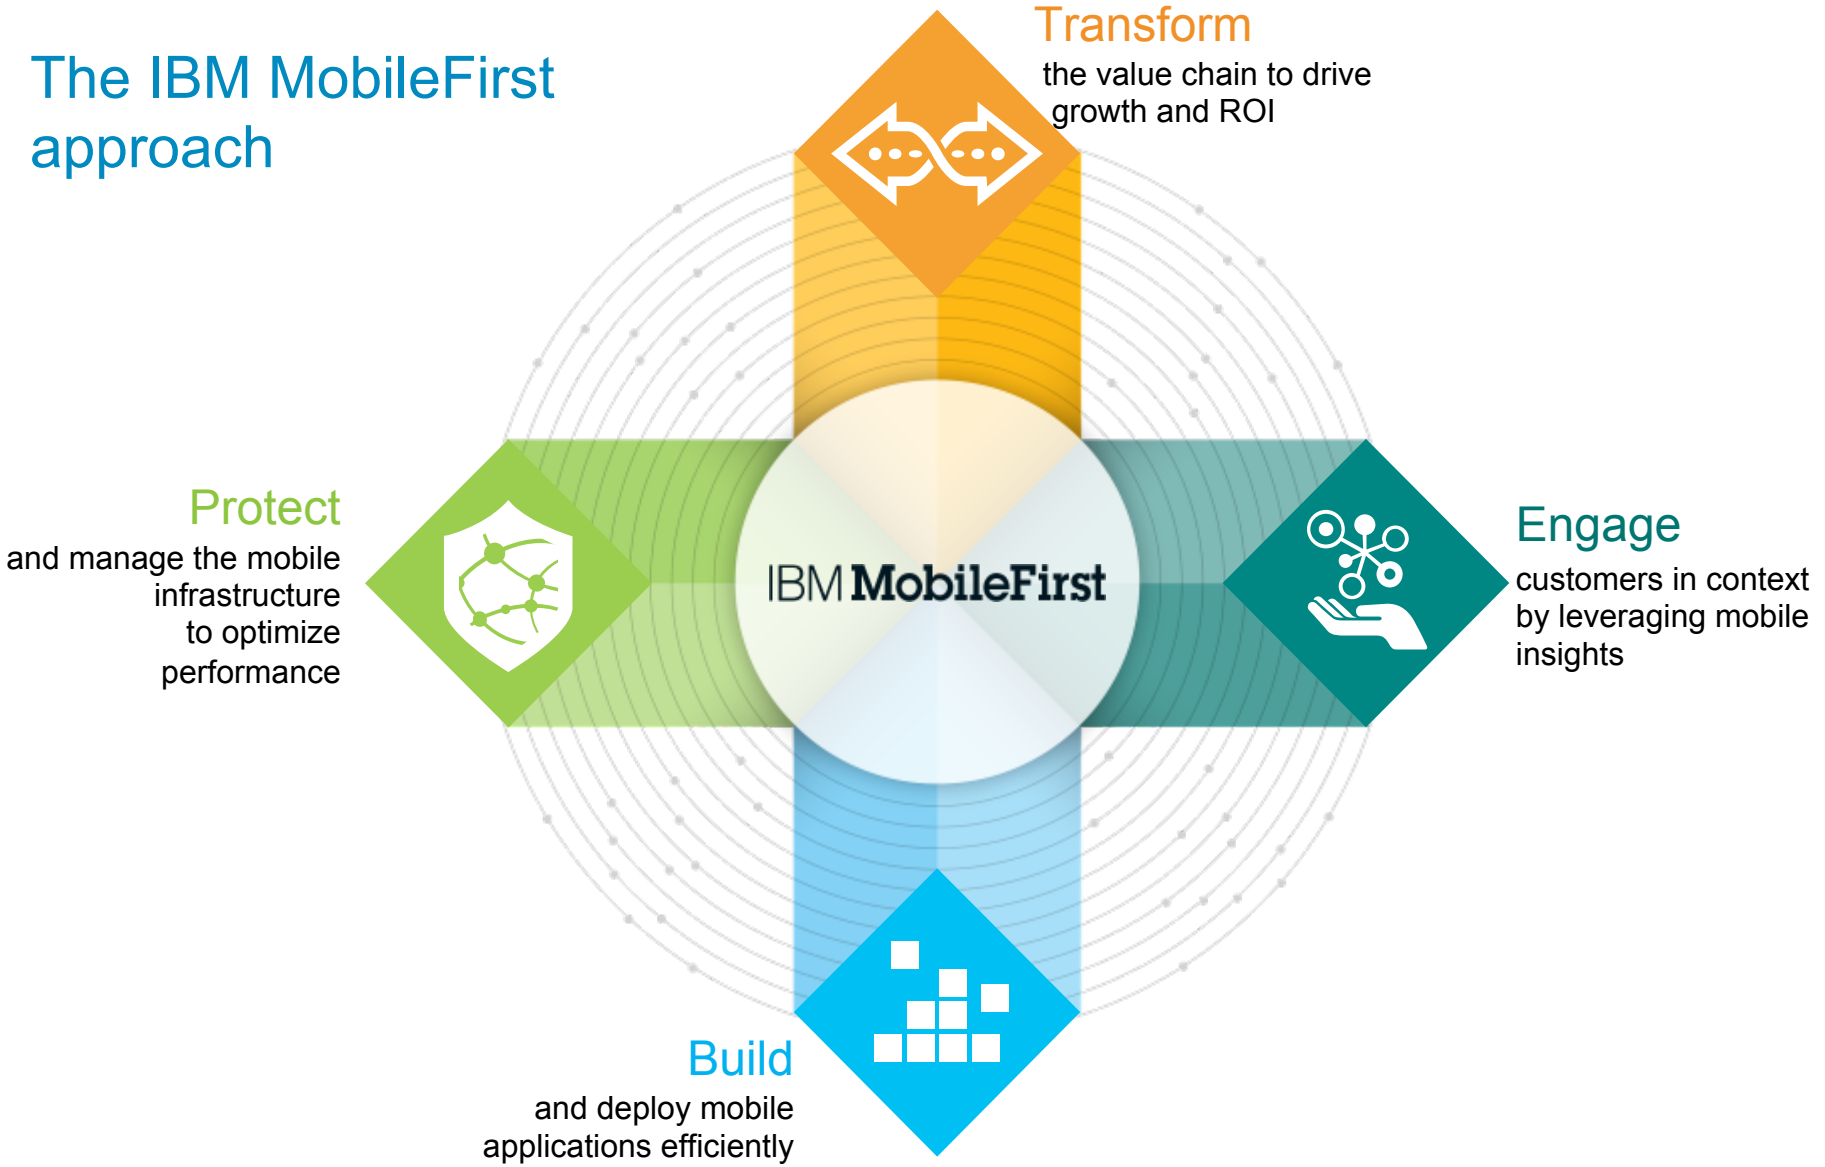 The IBM MobileFirst
approach
Transform
the value chain to drive
growth and ROI
Protect
and manage the mobile
infrastructure
to optimize
performance
IBM MobileFirst
Engage
customers in context
by leveraging mobile
insights
Build
and deploy mobile
applications efficiently